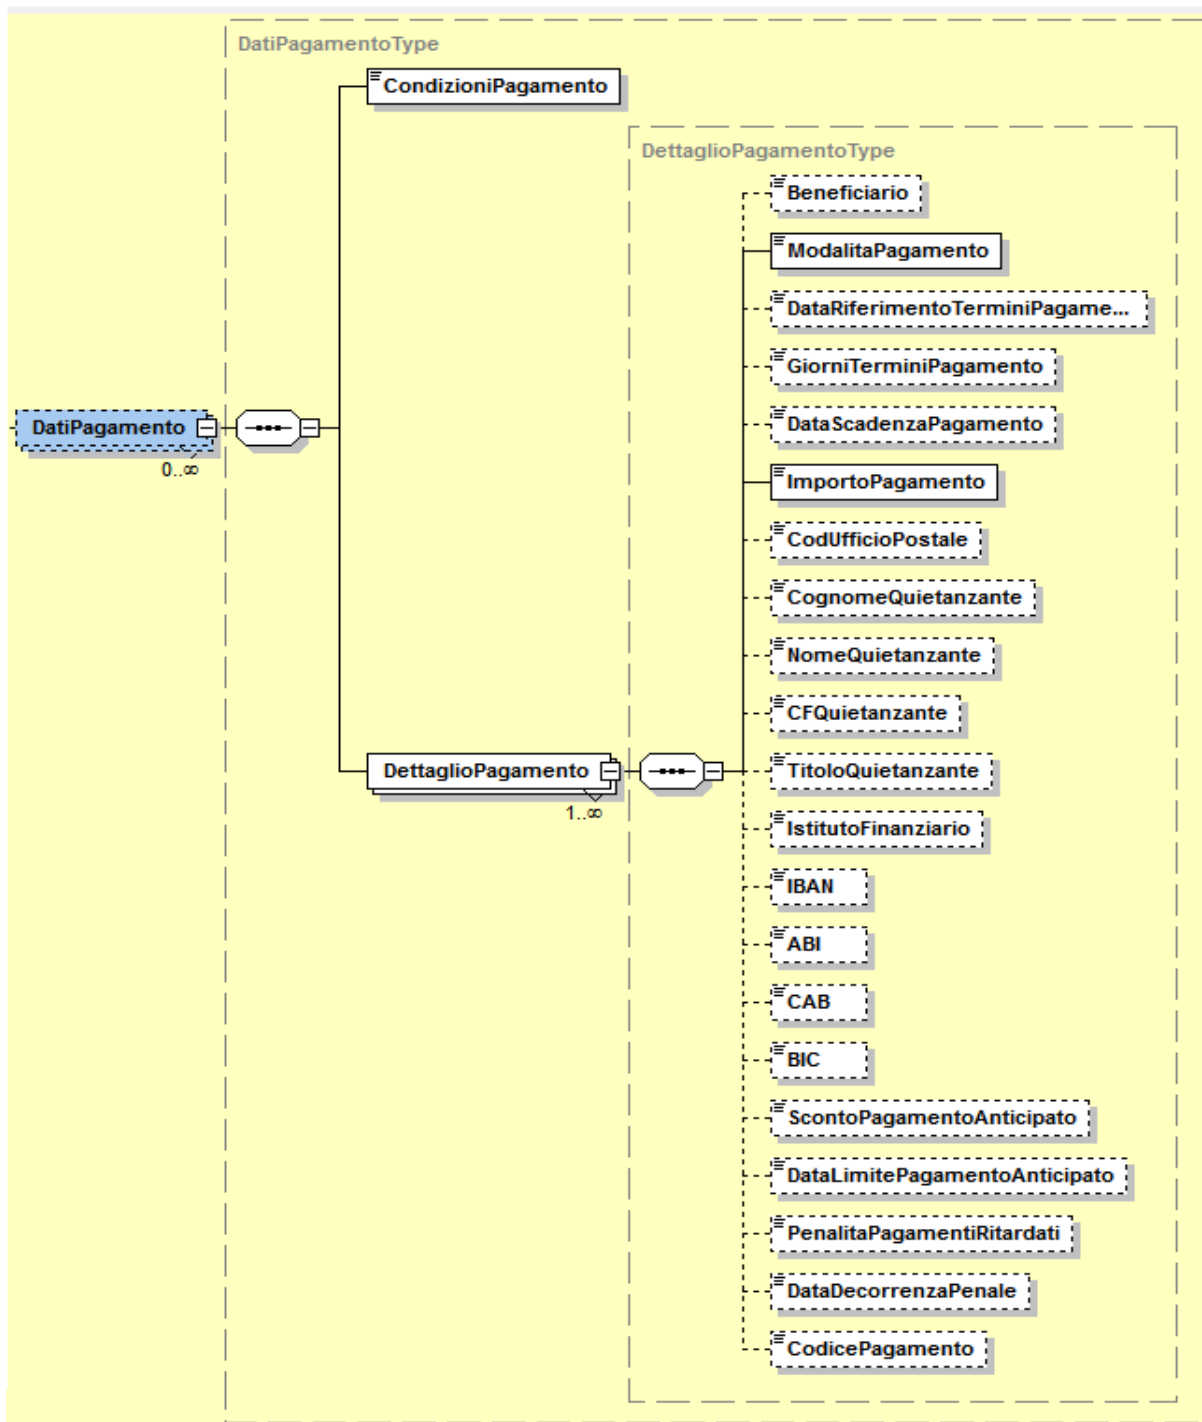 DatiPagamentoType
CondizioniPagamento
DettaglioPagamentoType
Beneficiario
ModalitaPagamento
DataRiferimentoTerminiPagame...
GiorniTerminiPagamento
DataScadenzaPagamento
DatiPagamento
0..∞
ImportoPagamento
CodUfficioPostale
CognomeQuietanzante
NomeQuietanzante
CFQuietanzante
DettaglioPagamento
1..∞
TitoloQuietanzante
IstitutoFinanziario
IBAN
ABI
CAB
BIC
ScontoPagamentoAnticipato
DataLimitePagamentoAnticipato
PenalitaPagamentiRitardati
DataDecorrenzaPenale
CodicePagamento